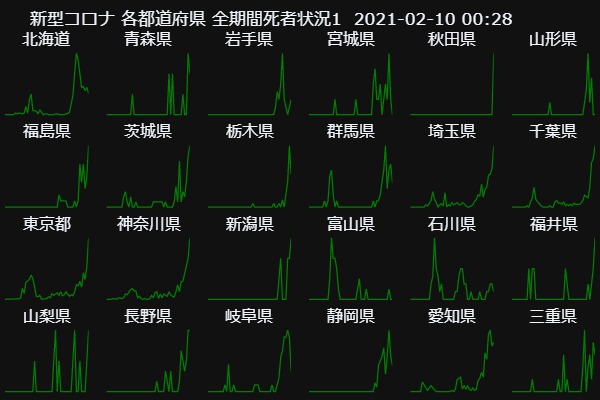 新型コロナ 各都道府県 全期間死者状況1 2021-02-10 00:28
北海道 青森県 岩手県 宮城県 秋田県 山形県
福島県 茨城県 栃木県 群馬県 埼玉県 千葉県
東京都 神奈川県 新潟県 富山県 石川県 福井県
山梨県 長野県 岐阜県 静岡県 愛知県 三重県